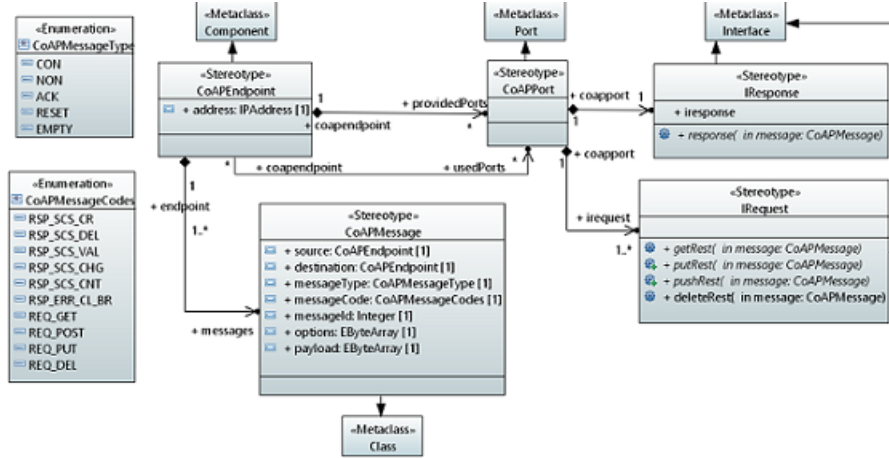 «Enumeration»
CoAPMessageType
CON
NON
ACK
RESET
EMPTY
«Enumeration»
CoAPMessageCodes
RSP_SCS_CR
RSP_SCS_DEL
RSP_SCS_VAL
RSP_SCS_CHG
RSP_SCS_CNT
RSP_ERR_CL_BR
REQ_GET
REQ_POST
REQ_PUT
REQ_DEL
«Metaclass»
Component
«Stereotype»
CoAPEndpoint
+ address: IPAddress [1]
1
+ providedPorts
+ coapendpoint
*
*
+ coapendpoint
+ usedPorts
*
1
+ endpoint
1..*
+ messages
«Stereotype»
CoAPMessage
+ source: CoAPEndpoint [1]
+ destination: CoAPEndpoint [1]
+ messageType: CoAPMessageType [1]
+ messageCode: CoAPMessageCodes [1]
+ messageId: Integer [1]
+ options: EByteArray [1]
+ payload: EByteArray [1]
«Metaclass»
Class
«Metaclass»
Port
«Stereotype»
CoAPPort
+ coapport
1
1
+ coapport
1
+ irequest
1..*
«Metaclass»
Interface
«Stereotype»
IResponse
+ iresponse
+ response( in message: CoAPMessage)
«Stereotype»
IRequest
+ getRest( in message: CoAPMessage)
+ putRest( in message: CoAPMessage)
+ pushRest( in message: CoAPMessage)
+ deleteRest( in message: CoAPMessage)